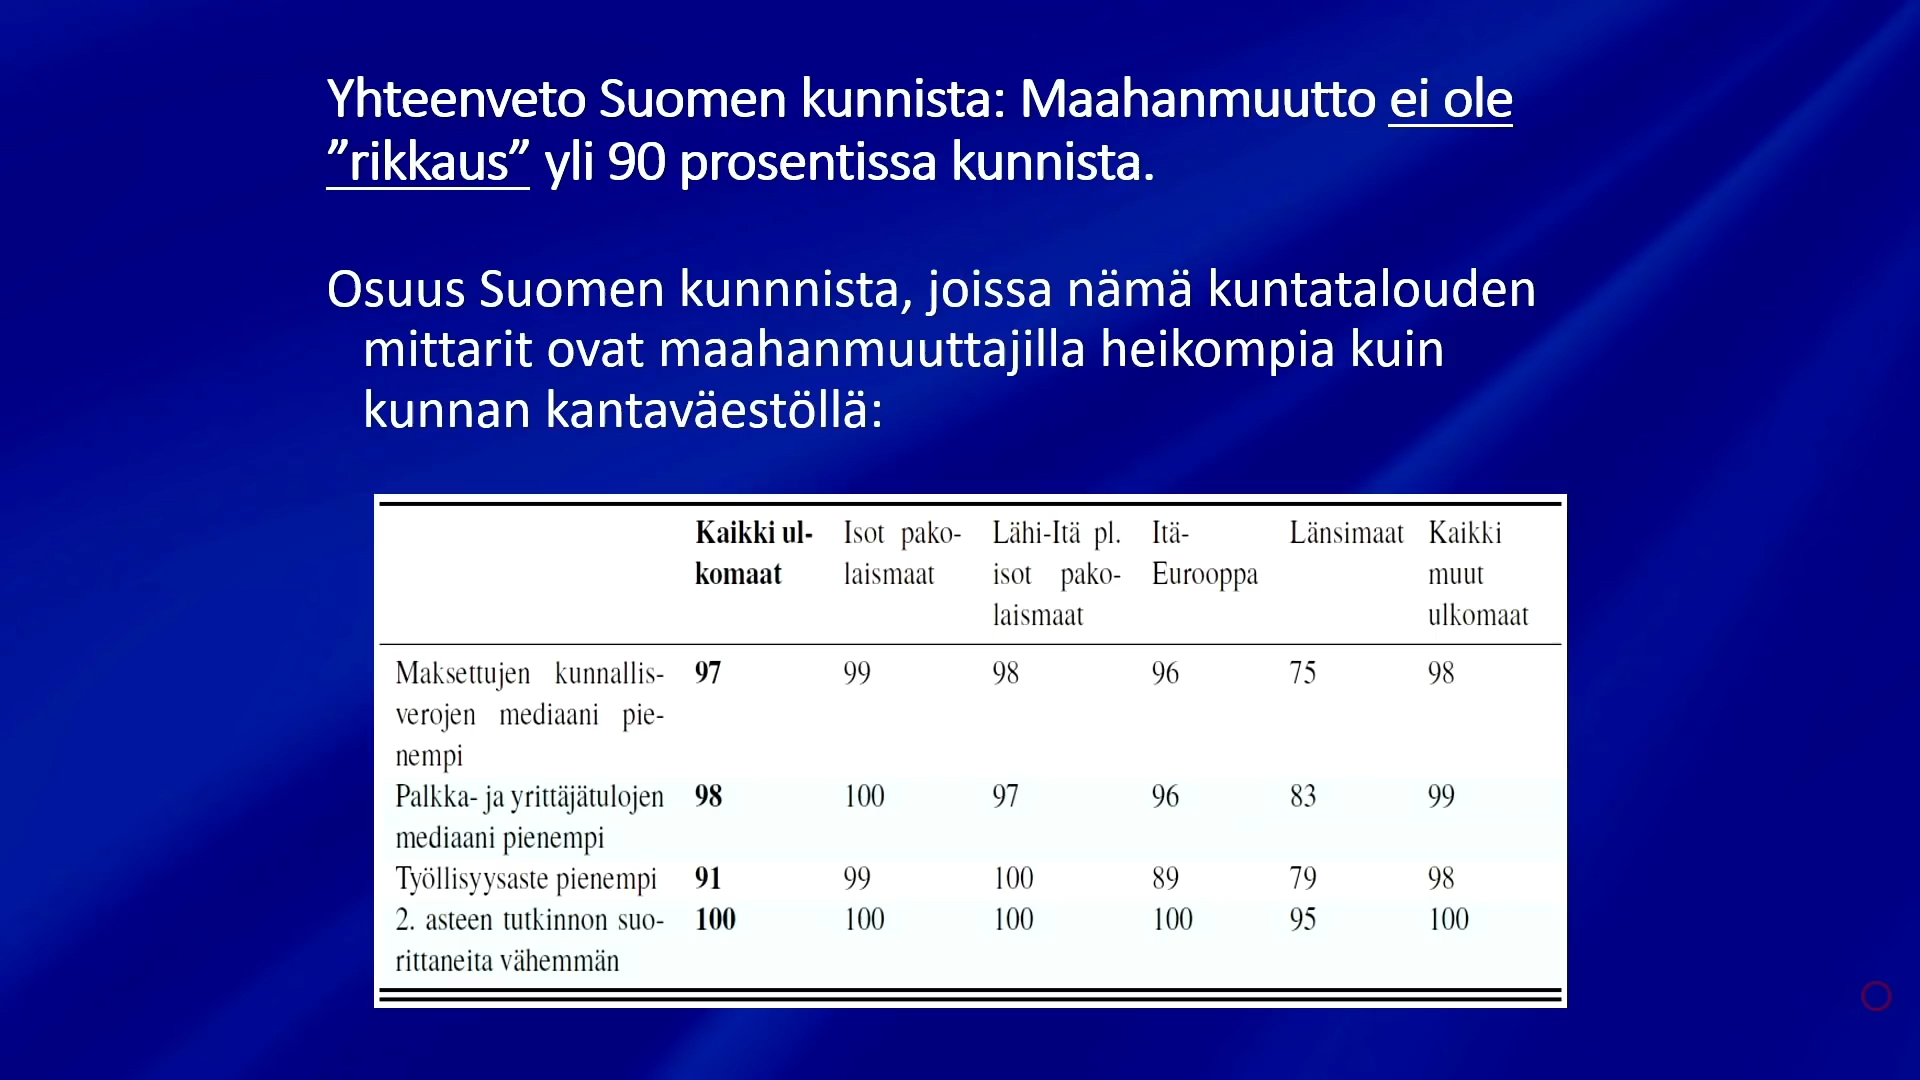 Yhteenveto Suomen kunnista: Maahanmuutto ei ole
”rikkaus” yli 90 prosentissa kunnista.
Osuus Suomen kunnnista, joissa nämä kuntatalouden
mittarit ovat maahanmuuttajilla heikompia kuin
kunnan kantaväestöllä:
Kaikki ul- Isot pako- Lähi-Itä pl. Itä- Länsimaat Kaikki
komaat laismaat isot pako- Eurooppa muut
laismaat ulkomaat
Maksettujen kunnallis- 97 99 98 96 75 98
verojen mediaani pie-
nempi
Palkka- ja yrittäjätulojen 98 100 97 96 83 99
mediaani pienempi
Työllisyysaste pienempi 91 99 100 89 79 98
2. asteen tutkinnon suo- 100 100 100 100 95 100
rittaneita vähemmän